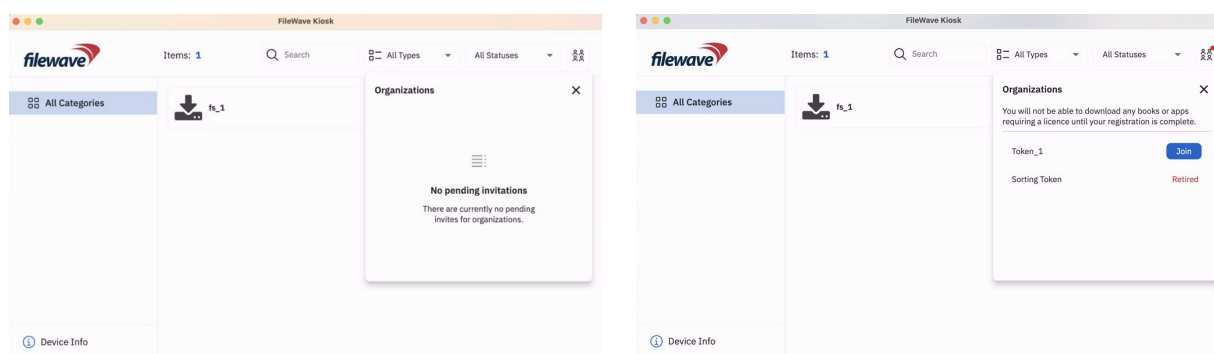 FileWave Kiosk
filewave
Items: 1
Search
All Types
All Statuses
All Categories
fs_1
Organizations
No pending invitations
There are currently no pending
invites for organizations.
Device Info
FileWave Kiosk
filewave
Items: 1
Search
All Types
All Statuses
All Categories
fs_1
Organizations
You will not be able to download any books or apps
requiring a licence until your registration is complete.
Token_1
Join
Sorting Token
Retired
Device Info